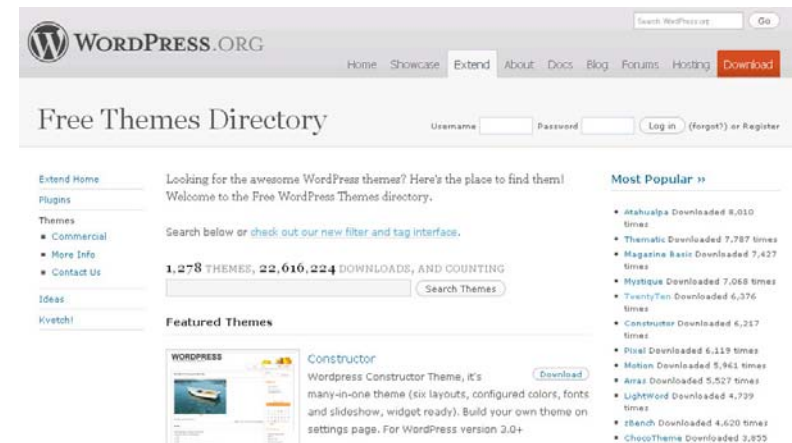 Search WordPress.org
Go
WORDPRESS.ORG
Home Showcase Extend About Docs Blog Forums Hosting Download
Free Themes Directory
Username Password Log in (forgot?) or Register
Extend Home
Plugins
Themes
Commercial
More Info
Contact Us
Ideas
Kvetch!
Looking for the awesome WordPress themes? Here's the place to find them!
Welcome to the Free WordPress Themes directory.
Search below or check out our new filter and tag interface.
1,278 THEMES, 22,616,224 DOWNLOADS, AND COUNTING
Search Themes
Featured Themes
WORDPRESS
Constructor
Download
Wordpress Constructor Theme, it's
many-in-one theme (six layouts, configured colors, fonts
and slideshow, widget ready). Build your own theme on
settings page. For WordPress version 3.0+
Most Popular »
Atahualpa Downloaded 8,010
times
Thematic Downloaded 7,787 times
Magazine Basic Downloaded 7,427
times
Mystique Downloaded 7,068 times
TwentyTen Downloaded 6,376
times
Constructor Downloaded 6,217
times
Pixel Downloaded 6,119 times
Motion Downloaded 5,961 times
Arras Downloaded 5,527 times
LightWord Downloaded 4,739
times
zBench Downloaded 4,620 times
ChocoTheme Downloaded 3,855